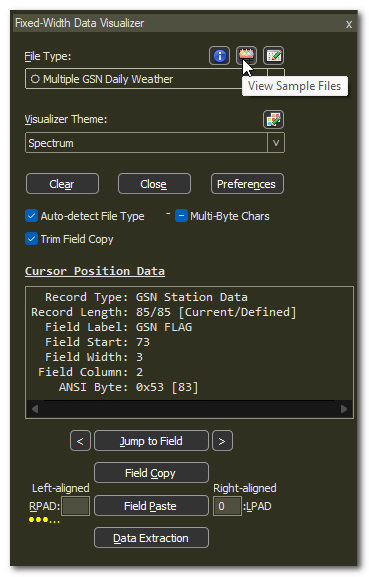 Fixed-Width Data Visualizer x
File Type:
Multiple GSN Daily Weather
View Sample Files
Visualizer Theme:
Spectrum v
Clear Close Preferences
Auto-detect File Type - Multi-Byte Chars
Trim Field Copy
Cursor Position Data
Record Type: GSN Station Data
Record Length: 85/85 [Current/Defined]
Field Label: GSN FLAG
Field Start: 73
Field Width: 3
Field Column: 2
ANSI Byte: 0x53 [83]
< Jump to Field >
Field Copy
Left-aligned Right-aligned
RPAD: Field Paste 0 :LPAD
Data Extraction